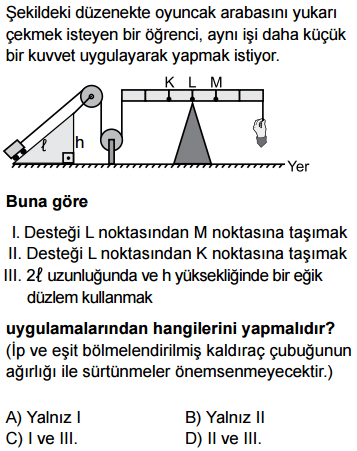 Şekildeki düzenekte oyuncak arabasını yukarı
çekmek isteyen bir öğrenci, aynı işi daha küçük
bir kuvvet uygulayarak yapmak istiyor.
K L M
ℓ h
Yer
Buna göre
I. Desteği L noktasından M noktasına taşımak
II. Desteği L noktasından K noktasına taşımak
III. 2ℓ uzunluğunda ve h yüksekliğinde bir eğik
düzlem kullanmak
uygulamalarından hangilerini yapmalıdır?
(İp ve eşit bölmelendirilmiş kaldıraç çubuğunun
ağırlığı ile sürtünmeler önemsenmeyecektir.)
A) Yalnız I B) Yalnız II
C) I ve III. D) II ve III.